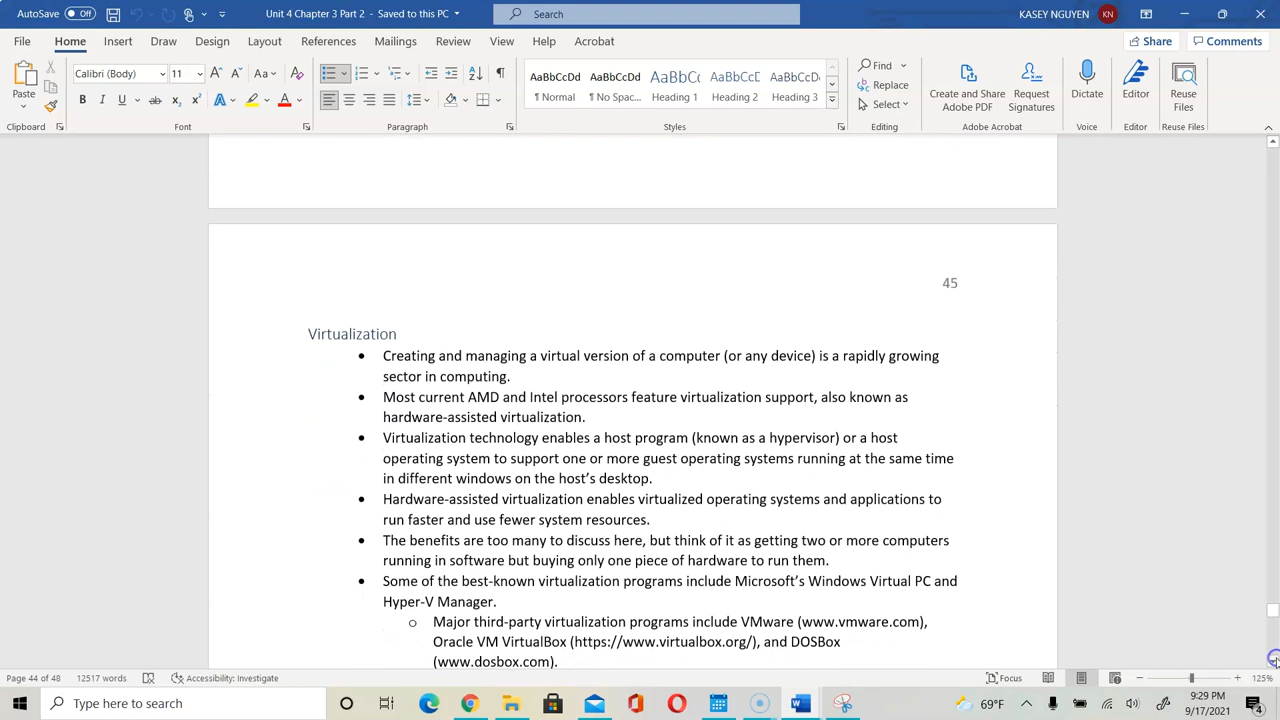 AutoSave Off Unit 4 Chapter 3 Part 2 - Saved to this PC Search KASEY NGUYEN KN
File Home Insert Draw Design Layout References Mailings Review View Help Acrobat Share Comments
Calibri (Body) 11 Aa AaBbCcDd AaBbCcDd AaBbCc AaBbCcD AaBbCcDd Find
Replace
Select
Paste B I U ab x₂ x² A A Normal No Spac... Heading 1 Heading 2 Heading 3 Create and Share Adobe PDF Request Signatures Dictate Editor Reuse Files
Clipboard Font Paragraph Styles Editing Adobe Acrobat Voice Editor Reuse Files
45
Virtualization
• Creating and managing a virtual version of a computer (or any device) is a rapidly growing
sector in computing.
• Most current AMD and Intel processors feature virtualization support, also known as
hardware-assisted virtualization.
• Virtualization technology enables a host program (known as a hypervisor) or a host
operating system to support one or more guest operating systems running at the same time
in different windows on the host's desktop.
• Hardware-assisted virtualization enables virtualized operating systems and applications to
run faster and use fewer system resources.
• The benefits are too many to discuss here, but think of it as getting two or more computers
running in software but buying only one piece of hardware to run them.
• Some of the best-known virtualization programs include Microsoft's Windows Virtual PC and
Hyper-V Manager.
o Major third-party virtualization programs include VMware (www.vmware.com),
Oracle VM VirtualBox (https://www.virtualbox.org/), and DOSBox
(www.dosbox.com).
Page 44 of 48 12517 words Accessibility: Investigate Focus 125%
Type here to search 69°F 9:29 PM
9/17/2021 4